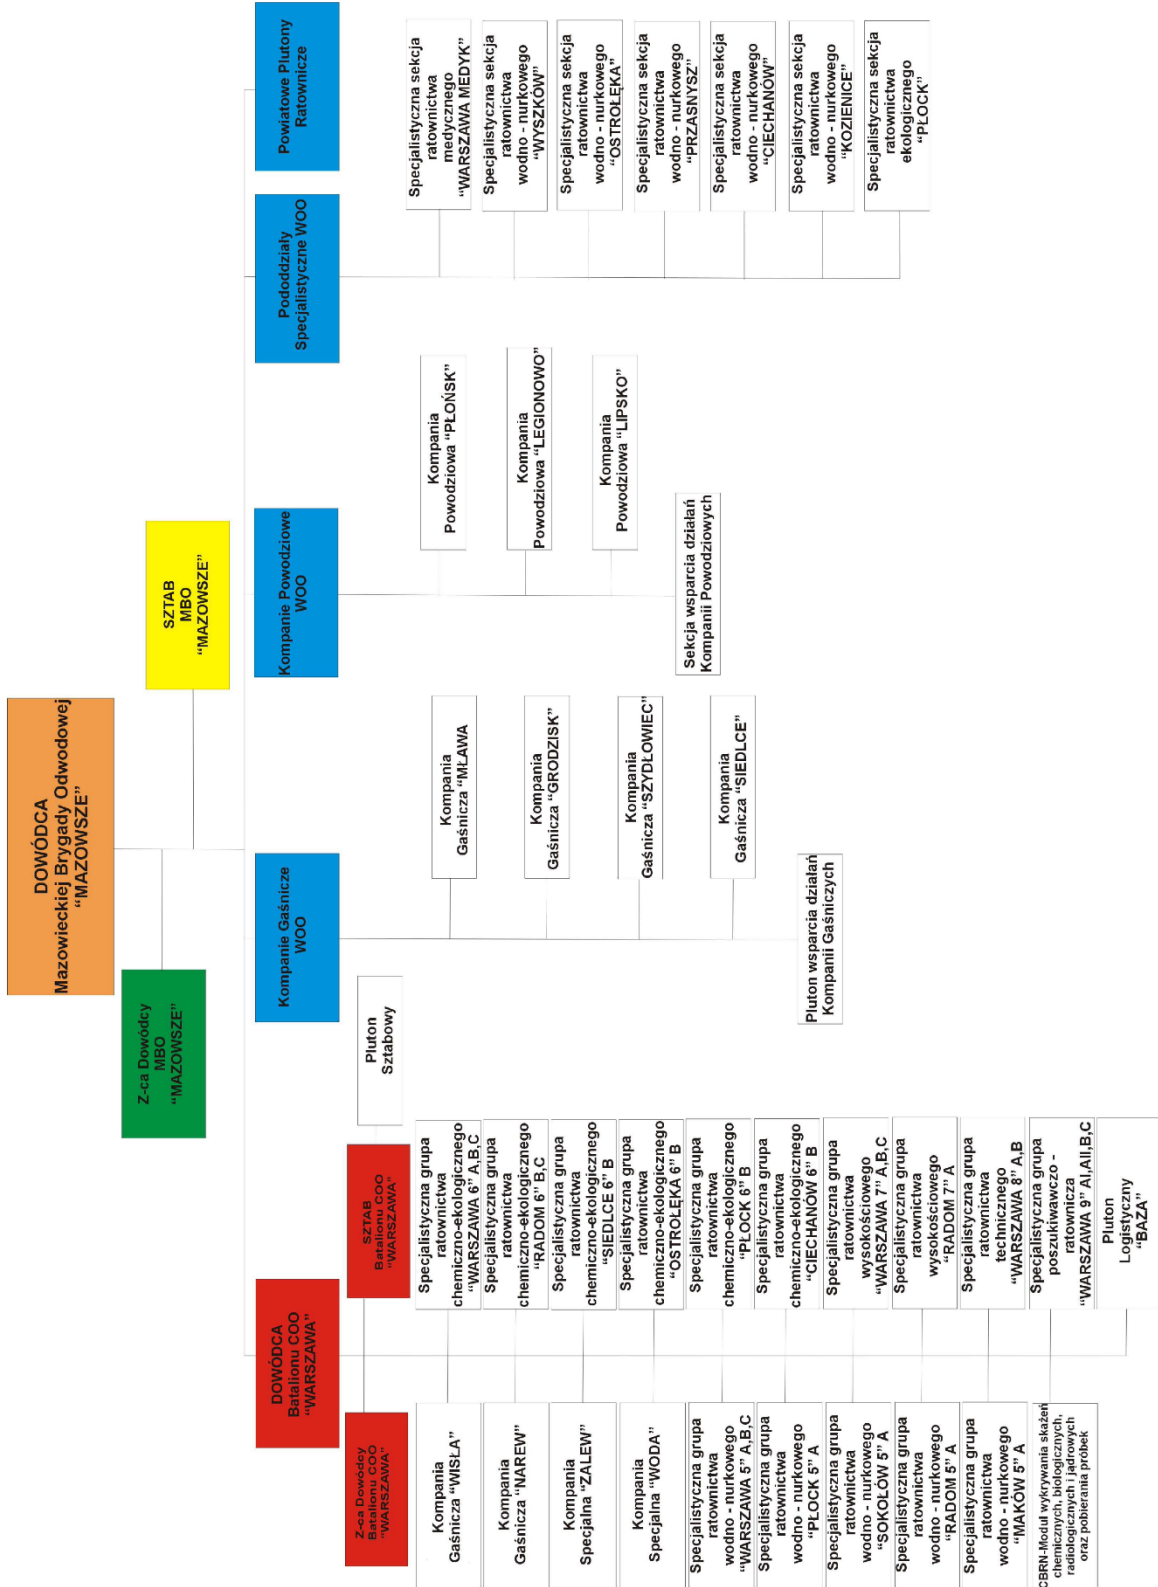 DOWÓDCA
Mazowieckiej Brygady Odwodowej
“MAZOWSZE”
Z-ca Dowódcy
MBO
“MAZOWSZE”
SZTAB
MBO
“MAZOWSZE”
DOWÓDCA
Batalionu COO
“WARSZAWA”
Kompanie Gaśnicze
WOO
Kompanie Powodziowe
WOO
Pododdziały
Specjalistyczne WOO
Powiatowe Plutony
Ratownicze
Z-ca Dowódcy
Batalionu COO
“WARSZAWA”
SZTAB
Batalionu COO
“WARSZAWA”
Pluton
Sztabowy
Kompania
Gaśnicza “WISŁA”
Kompania
Gaśnicza “NAREW”
Kompania
Specjalna “ZALEW”
Kompania
Specjalna “WODA”
Specjalistyczna grupa
ratownictwa
wodno - nurkowego
“WARSZAWA 5” A,B,C
Specjalistyczna grupa
ratownictwa
wodno - nurkowego
“PŁOCK 5” A
Specjalistyczna grupa
ratownictwa
wodno - nurkowego
“SOKOŁÓW 5” A
Specjalistyczna grupa
ratownictwa
wodno - nurkowego
“RADOM 5” A
Specjalistyczna grupa
ratownictwa
wodno - nurkowego
“MAKÓW 5” A
CBRN-Moduł wykrywania skażeń
chemicznych, biologicznych,
radiologicznych i jądrowych
oraz pobierania próbek
Specjalistyczna grupa
ratownictwa
chemiczno-ekologicznego
“WARSZAWA 6” A,B,C
Specjalistyczna grupa
ratownictwa
chemiczno-ekologicznego
“RADOM 6” B,C
Specjalistyczna grupa
ratownictwa
chemiczno-ekologicznego
“SIEDLCE 6” B
Specjalistyczna grupa
ratownictwa
chemiczno-ekologicznego
“OSTROŁĘKA 6” B
Specjalistyczna grupa
ratownictwa
chemiczno-ekologicznego
“PŁOCK 6” B
Specjalistyczna grupa
ratownictwa
chemiczno-ekologicznego
“CIECHANÓW 6” B
Specjalistyczna grupa
ratownictwa
wysokościowego
“WARSZAWA 7” A,B,C
Specjalistyczna grupa
ratownictwa
wysokościowego
“RADOM 7” A
Specjalistyczna grupa
ratownictwa
technicznego
“WARSZAWA 8” A,B
Specjalistyczna grupa
poszukiwawczo -
ratownicza
“WARSZAWA 9” AI,AII,B,C
Pluton
Logistyczny
“BAZA”
Kompania
Gaśnicza “MŁAWA
Kompania
Gaśnicza “GRODZISK”
Kompania
Gaśnicza “SZYDŁOWIEC”
Kompania
Gaśnicza “SIEDLCE”
Pluton wsparcia działań
Kompanii Gaśniczych
Kompania
Powodziowa “PŁOŃSK”
Kompania
Powodziowa “LEGIONOWO”
Kompania
Powodziowa “LIPSKO”
Sekcja wsparcia działań
Kompanii Powodziowych
Specjalistyczna sekcja
ratownictwa
medycznego
“WARSZAWA MEDYK”
Specjalistyczna sekcja
ratownictwa
wodno - nurkowego
“WYSZKÓW”
Specjalistyczna sekcja
ratownictwa
wodno - nurkowego
“OSTROŁĘKA”
Specjalistyczna sekcja
ratownictwa
wodno - nurkowego
“PRZASNYSZ”
Specjalistyczna sekcja
ratownictwa
wodno - nurkowego
“CIECHANÓW”
Specjalistyczna sekcja
ratownictwa
wodno - nurkowego
“KOZIENICE”
Specjalistyczna sekcja
ratownictwa
ekologicznego
“PŁOCK”